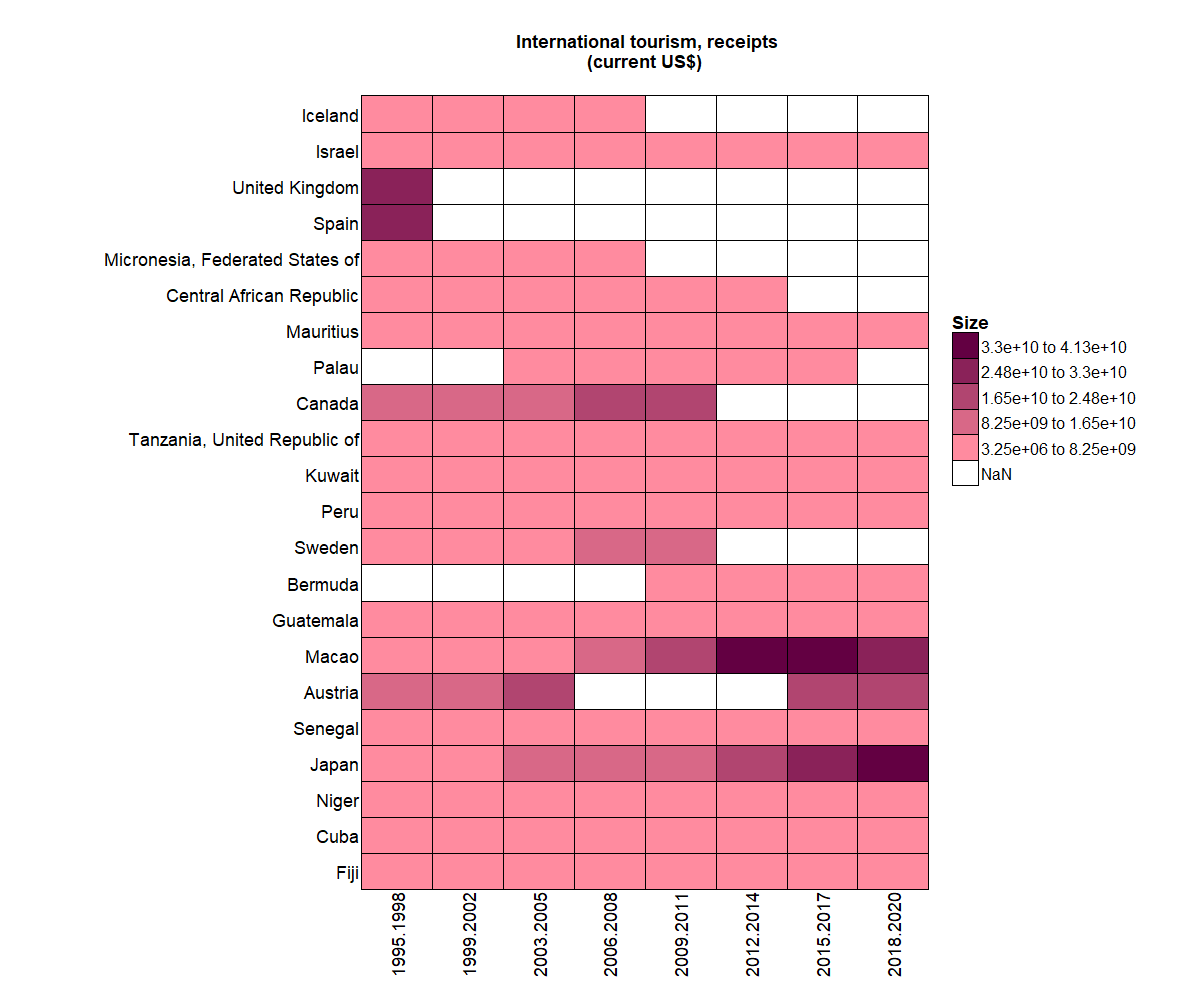 International tourism, receipts
(current US$)
Iceland
Israel
United Kingdom
Spain
Micronesia, Federated States of
Central African Republic
Mauritius
Palau
Canada
Tanzania, United Republic of
Kuwait
Peru
Sweden
Bermuda
Guatemala
Macao
Austria
Senegal
Japan
Niger
Cuba
Fiji
1995.1998
1999.2002
2003.2005
2006.2008
2009.2011
2012.2014
2015.2017
2018.2020
Size
3.3e+10 to 4.13e+10
2.48e+10 to 3.3e+10
1.65e+10 to 2.48e+10
8.25e+09 to 1.65e+10
3.25e+06 to 8.25e+09
NaN